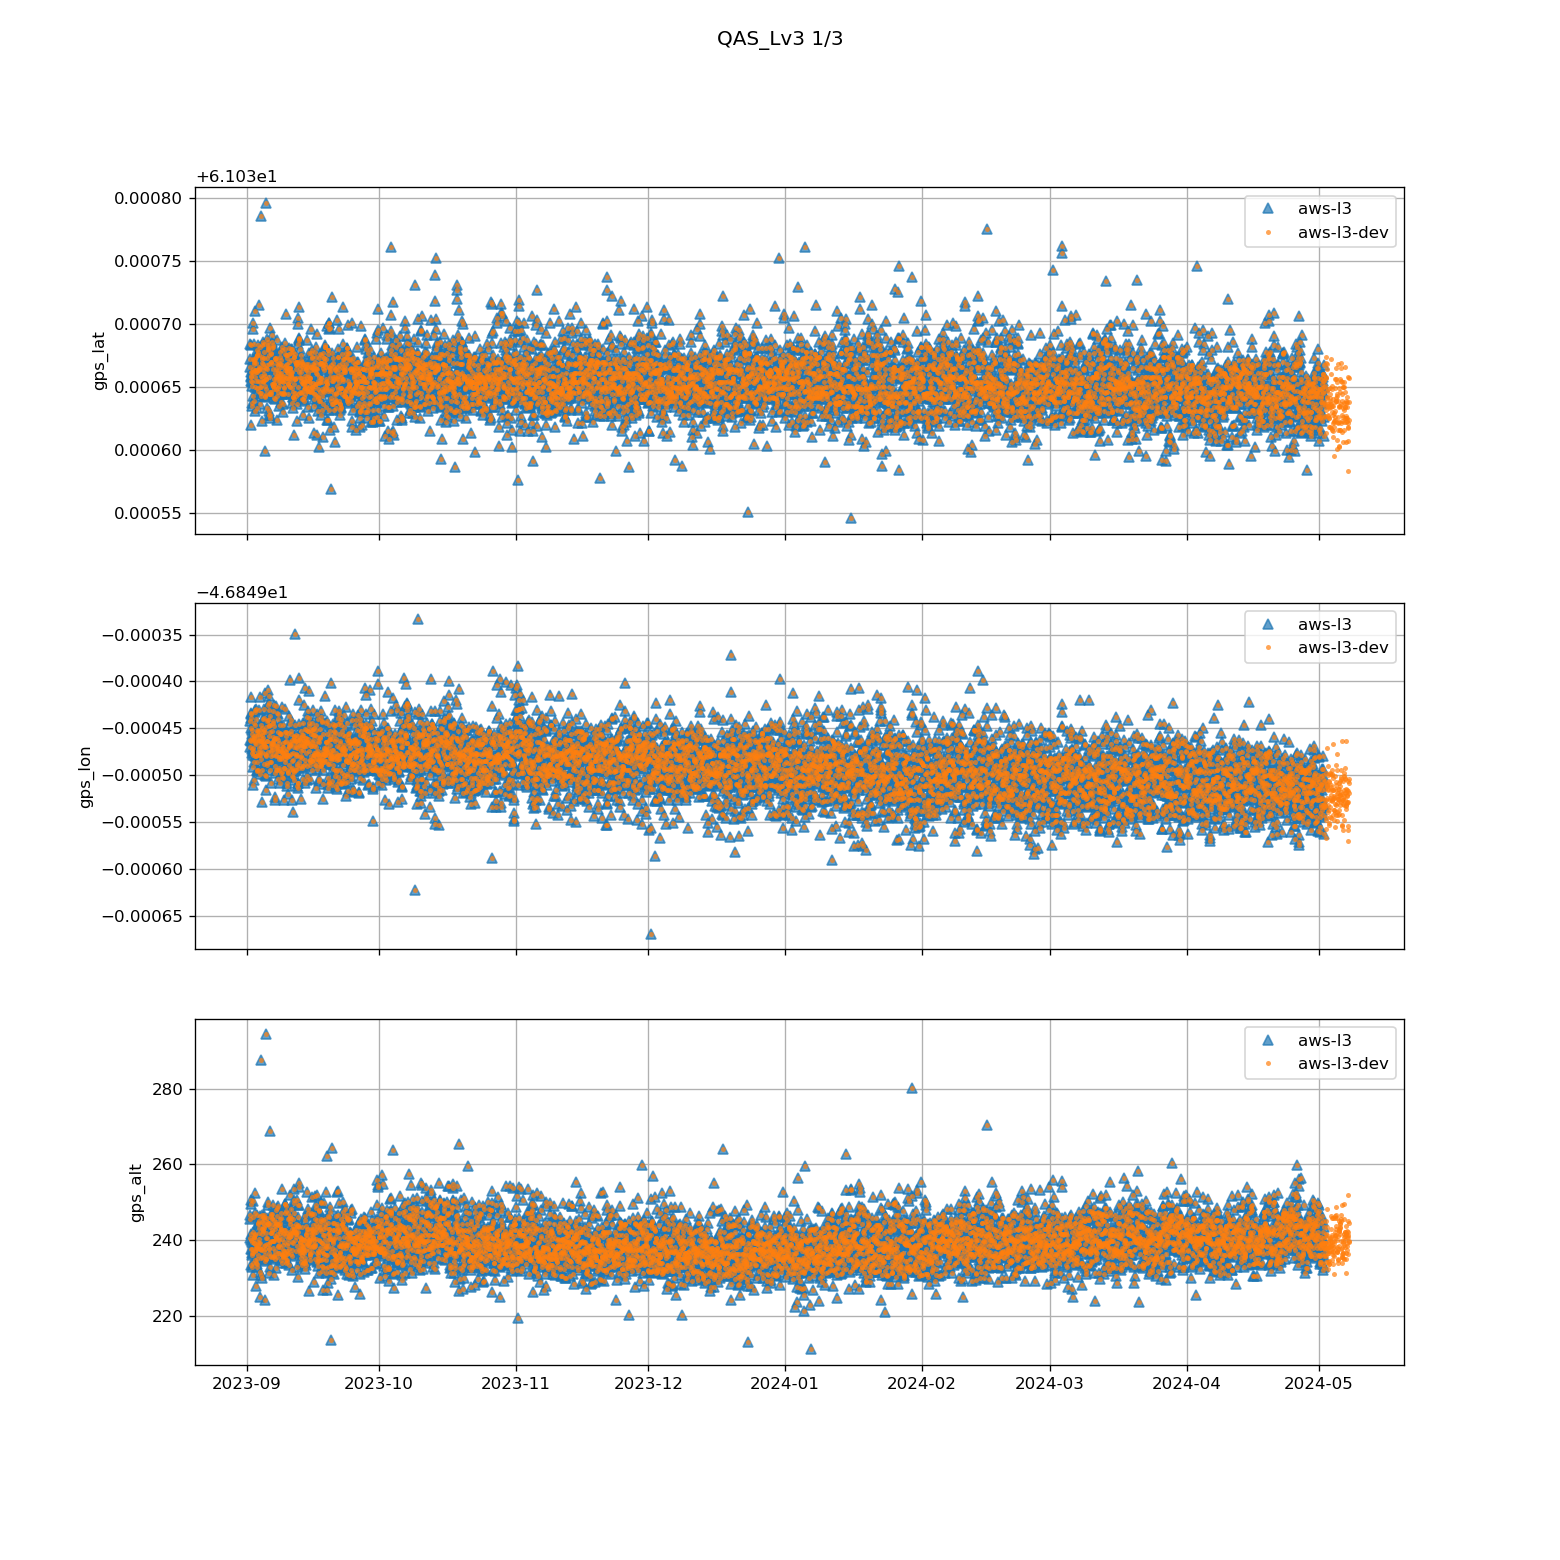 QAS_Lv3 1/3
+6.103e1
0.00080
0.00075
0.00070
0.00065
0.00060
0.00055
gps_lat
aws-l3
aws-l3-dev
−4.6849e1
−0.00035
−0.00040
−0.00045
−0.00050
−0.00055
−0.00060
−0.00065
gps_lon
aws-l3
aws-l3-dev
280
260
240
220
gps_alt
aws-l3
aws-l3-dev
2023-09 2023-10 2023-11 2023-12 2024-01 2024-02 2024-03 2024-04 2024-05